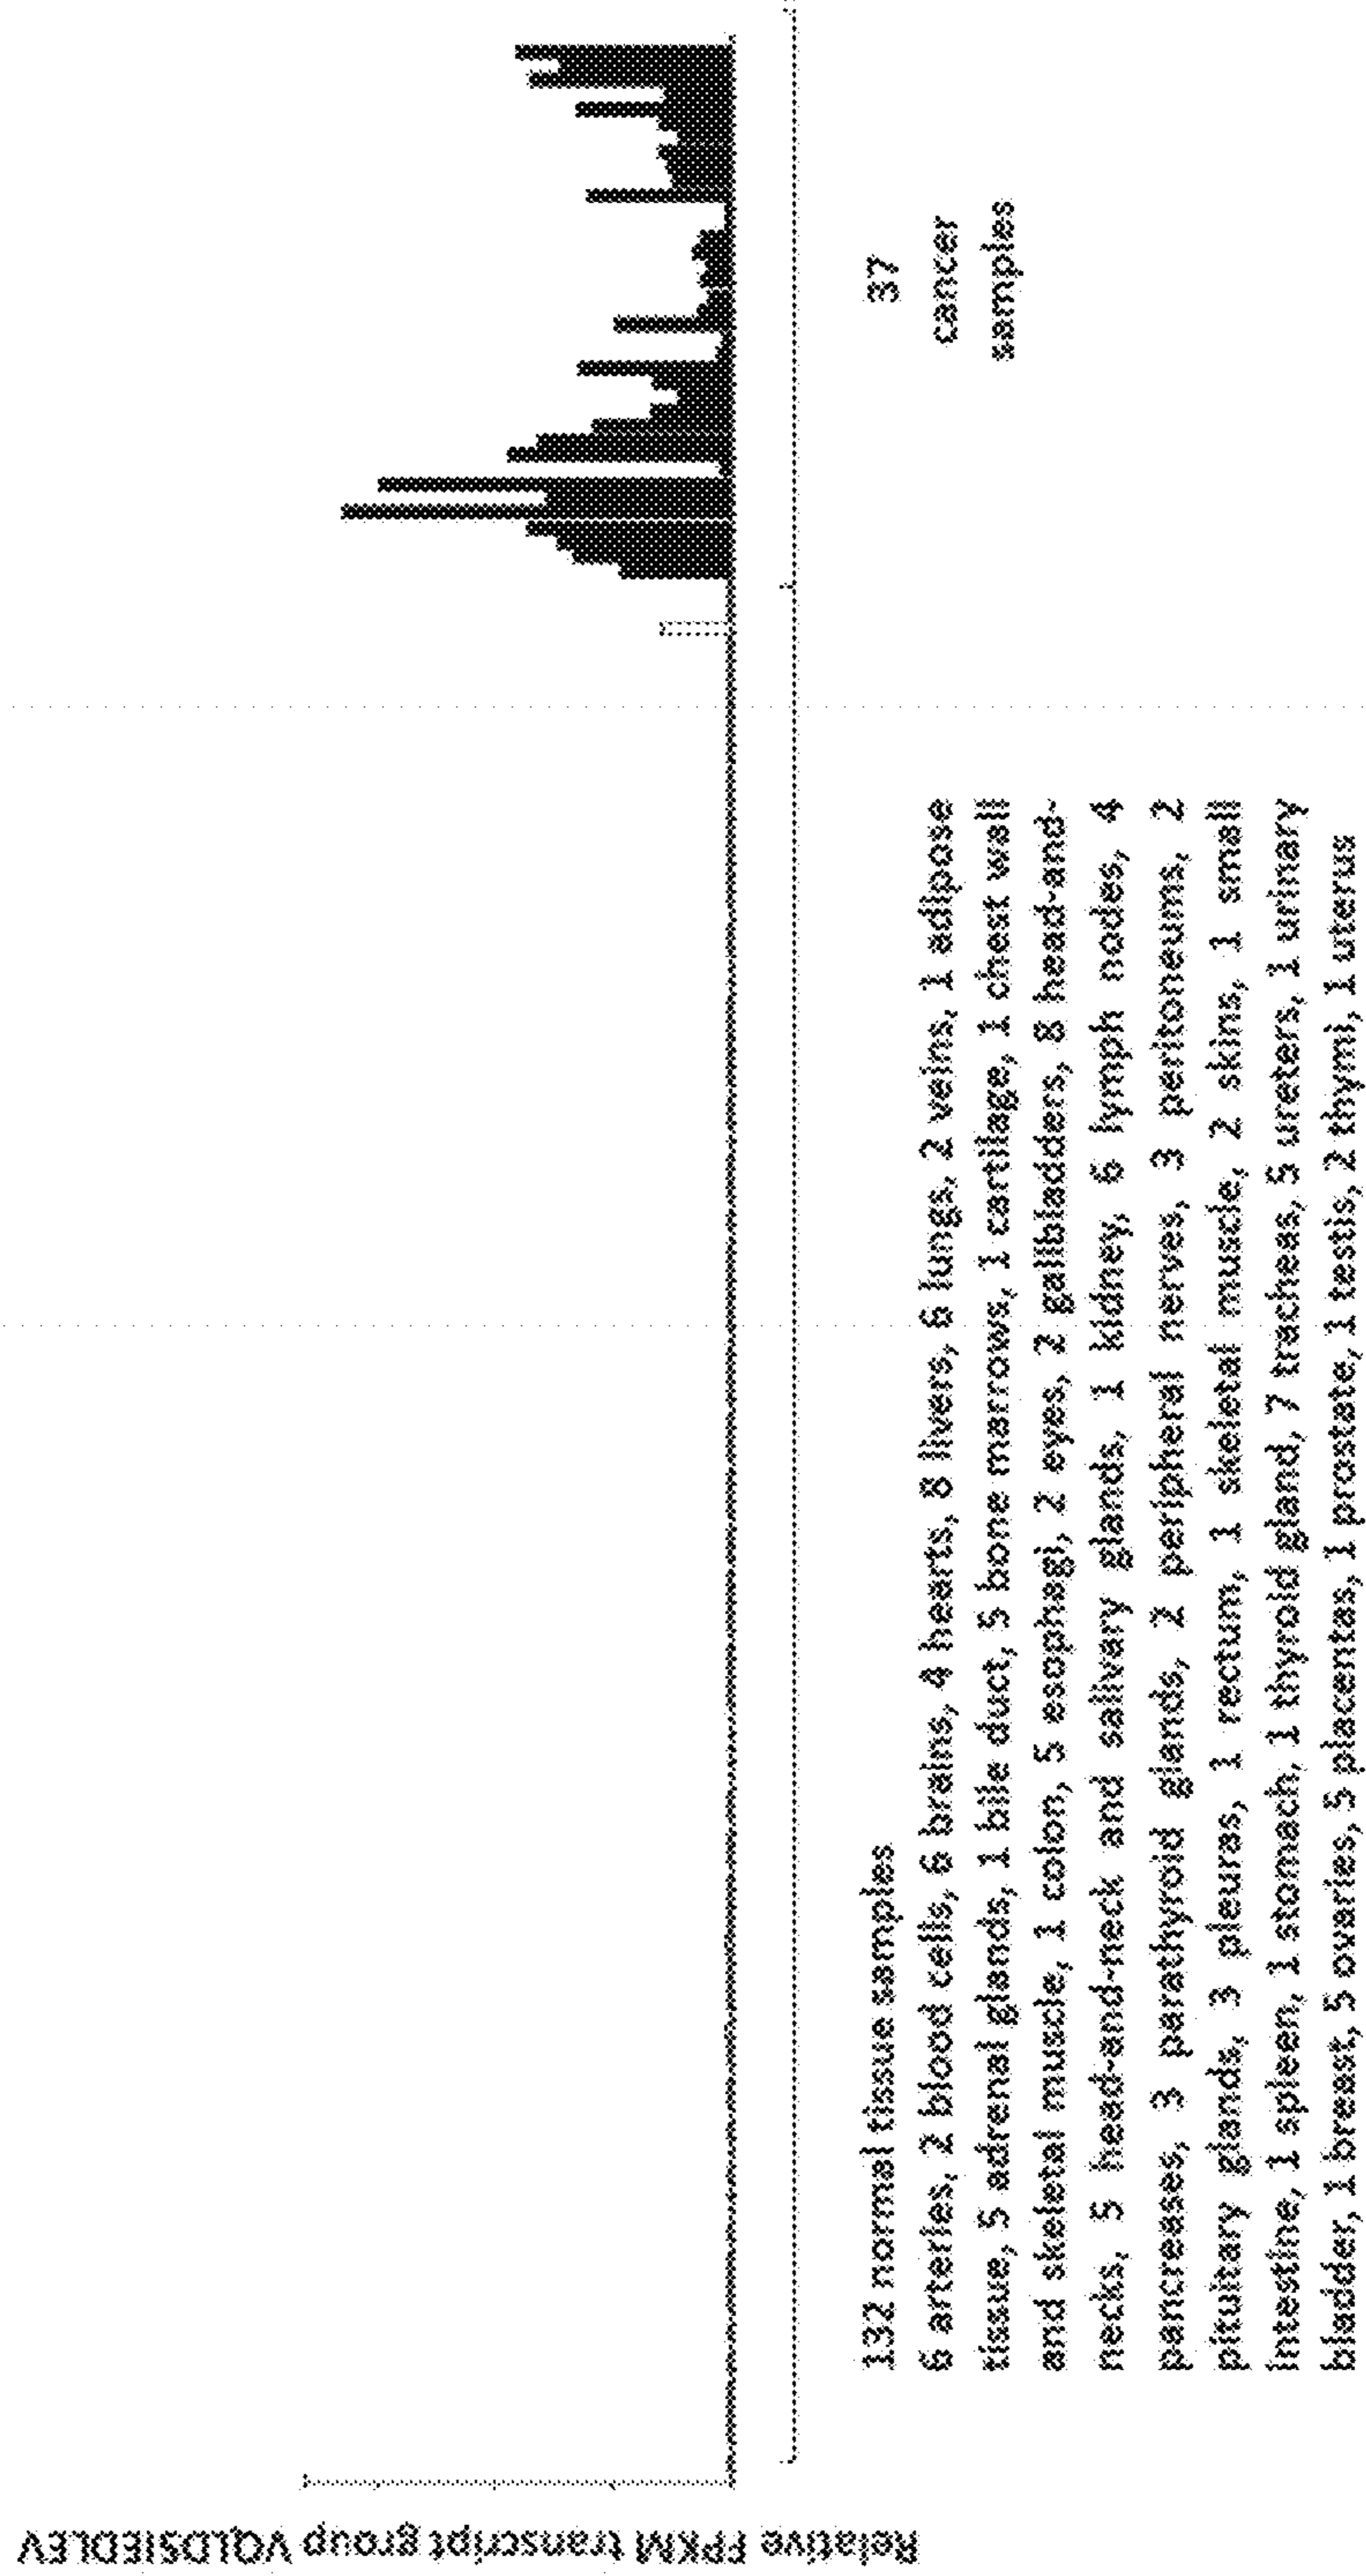 Relative FPKM transcript group VQLDSIEDLEV
132 normal tissue samples
6 arteries, 2 blood cells, 6 brains, 4 hearts, 8 livers, 6 lungs, 2 veins, 1 adipose
tissue, 5 adrenal glands, 1 bile duct, 5 bone marrows, 1 cartilage, 1 chest wall
and skeletal muscle, 1 colon, 5 esophagi, 2 eyes, 2 gallbladders, 8 head-and-
necks, 5 head-and-neck and salivary glands, 1 kidney, 6 lymph nodes, 4
pancreases, 3 parathyroid glands, 2 peripheral nerves, 3 peritoneums, 2
pituitary glands, 3 pleuras, 1 rectum, 1 skeletal muscle, 2 skins, 1 small
intestine, 1 spleen, 1 stomach, 1 thyroid gland, 7 tracheas, 5 ureters, 1 urinary
bladder, 1 breast, 5 ovaries, 5 placentas, 1 prostate, 1 testis, 2 thymi, 1 uterus
37
cancer
samples